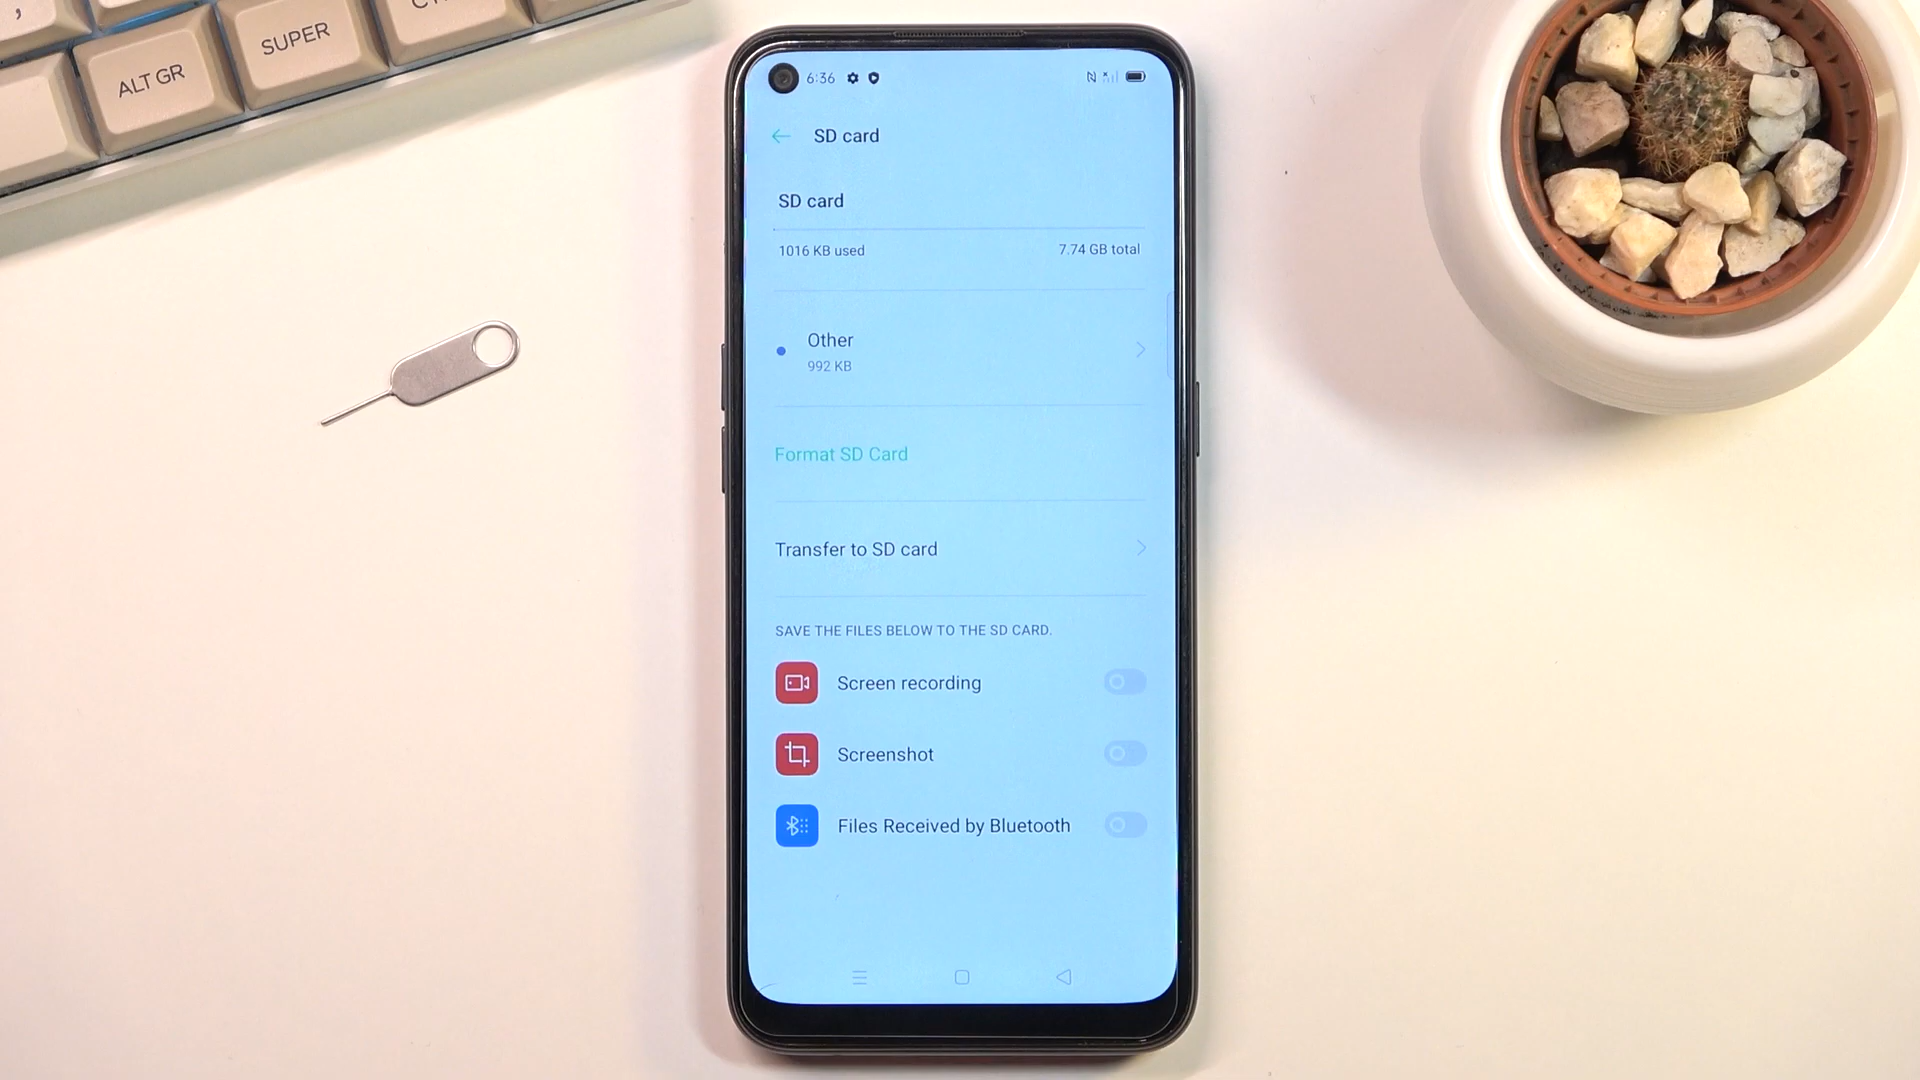 ,
ALT GR
SUPER
6:36
SD card
SD card
1016 KB used
7.74 GB total
Other
992 KB
Format SD Card
Transfer to SD card
SAVE THE FILES BELOW TO THE SD CARD.
Screen recording
Screenshot
Files Received by Bluetooth